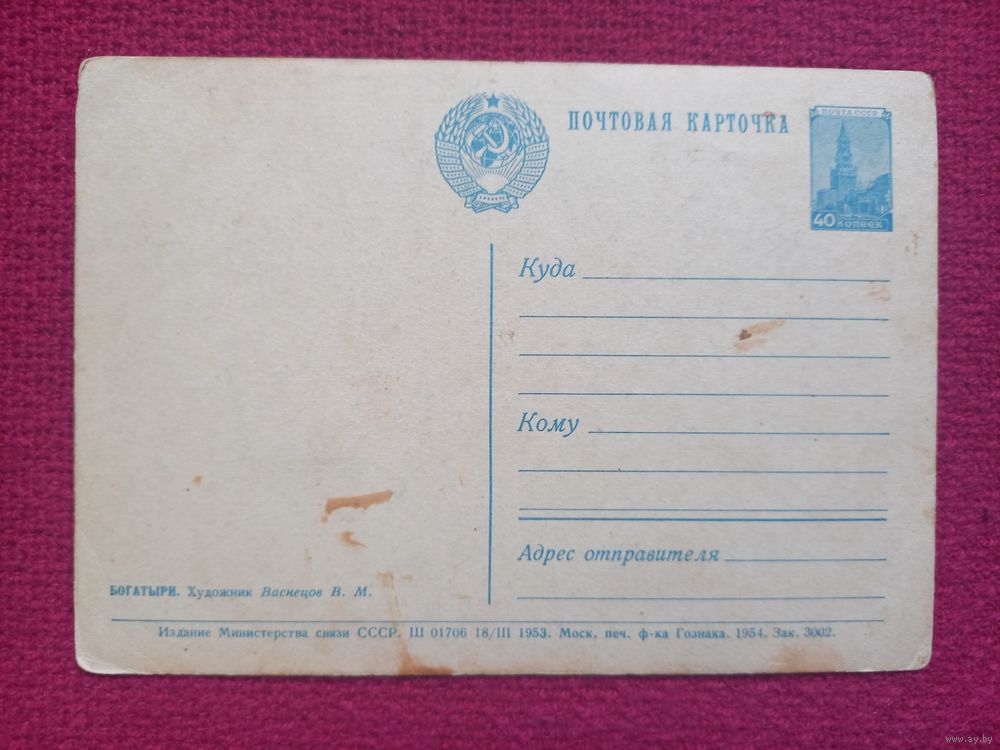 ПОЧТОВАЯ КАРТОЧКА
ПОЧТА СССР
40 КОПЕЕК
Куда
Кому
Адрес отправителя
БОГАТЫРИ. Художник Васнецов В. М.
Издание Министерства связи СССР. Ш 01706 18/III 1953. Моск. печ. ф-ка Гознака. 1954. Зак. 3002.
www.ay.by